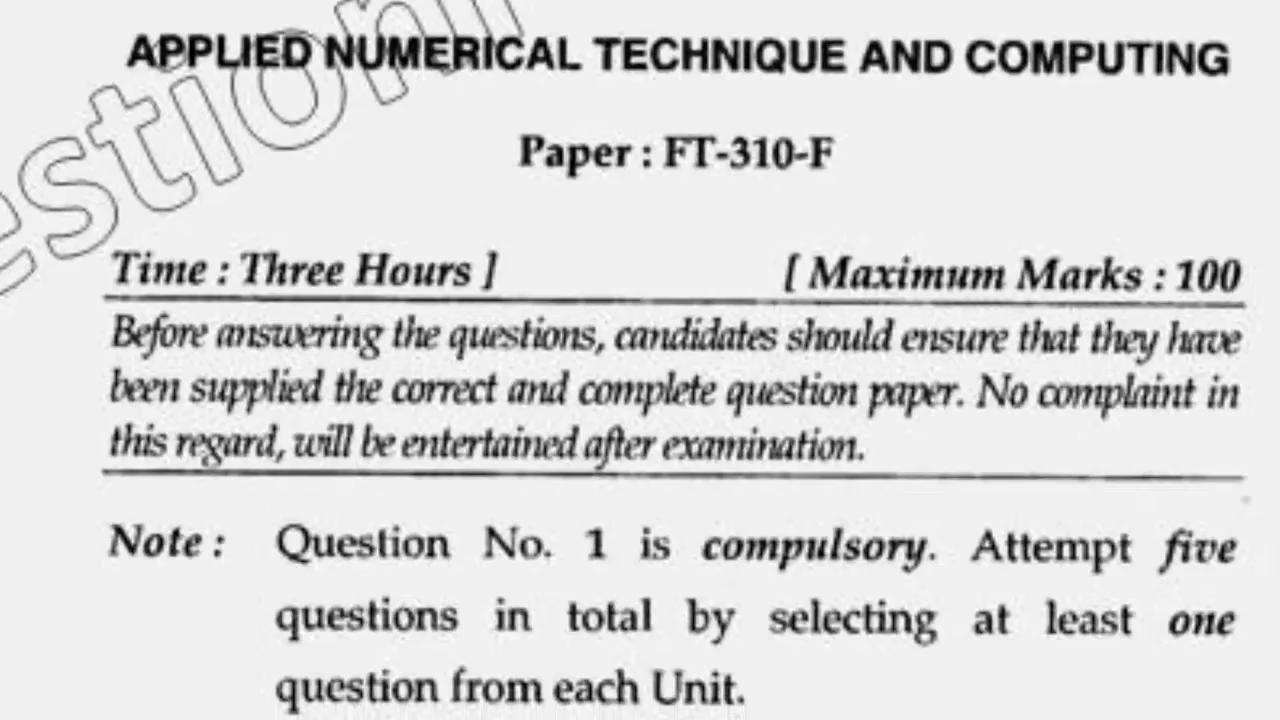 estioni
APPLIED NUMERICAL TECHNIQUE AND COMPUTING
Paper : FT-310-F
Time : Three Hours ] [ Maximum Marks : 100
Before answering the questions, candidates should ensure that they have
been supplied the correct and complete question paper. No complaint in
this regard, will be entertained after examination.
Note : Question No. 1 is compulsory. Attempt five
questions in total by selecting at least one
question from each Unit.